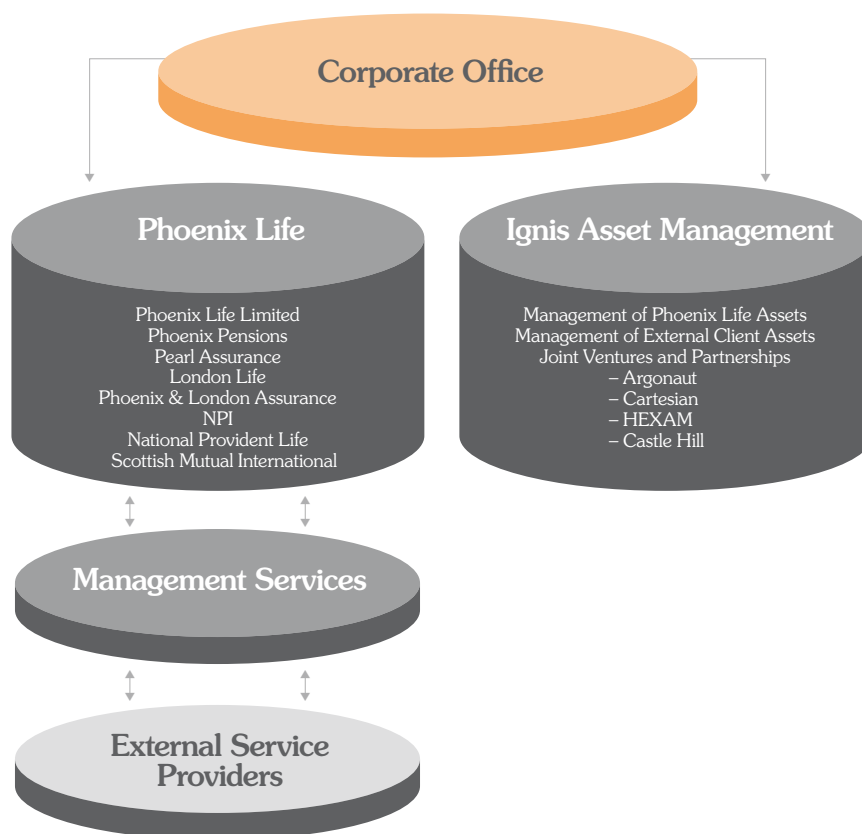 Corporate Office
Phoenix Life
Phoenix Life Limited
Phoenix Pensions
Pearl Assurance
London Life
Phoenix & London Assurance
NPI
National Provident Life
Scottish Mutual International
Ignis Asset Management
Management of Phoenix Life Assets
Management of External Client Assets
Joint Ventures and Partnerships
– Argonaut
– Cartesian
– HEXAM
– Castle Hill
Management Services
External Service
Providers